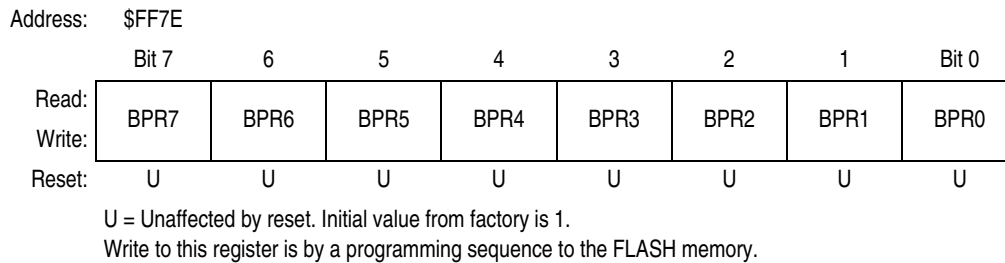 Address: $FF7E
Bit 7 6 5 4 3 2 1 Bit 0
Read:
BPR7 BPR6 BPR5 BPR4 BPR3 BPR2 BPR1 BPR0
Write:
Reset: U U U U U U U U
U = Unaffected by reset. Initial value from factory is 1.
Write to this register is by a programming sequence to the FLASH memory.